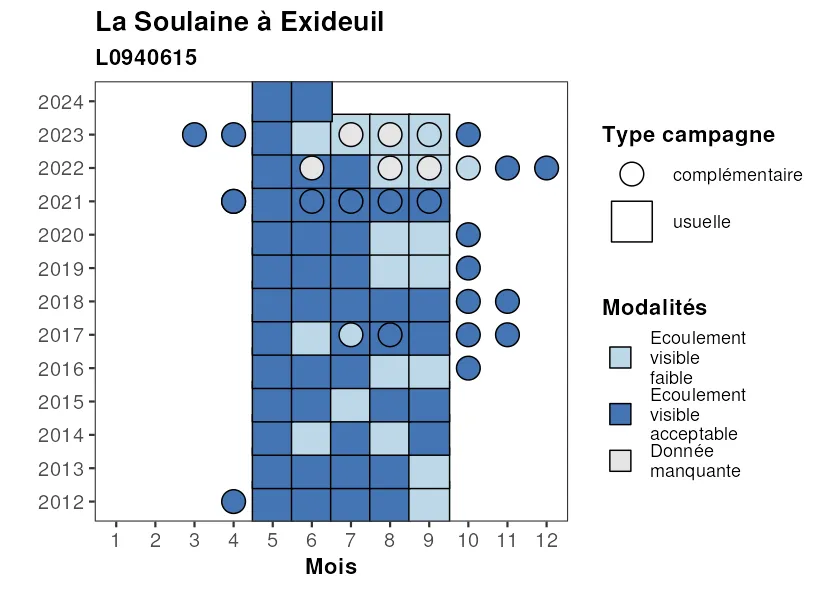 La Soulaine à Exideuil
L0940615
2024
2023
2022
2021
2020
2019
2018
2017
2016
2015
2014
2013
2012
1 2 3 4 5 6 7 8 9 10 11 12
Mois
Type campagne
complémentaire
usuelle
Modalités
Ecoulement
visible
faible
Ecoulement
visible
acceptable
Donnée
manquante